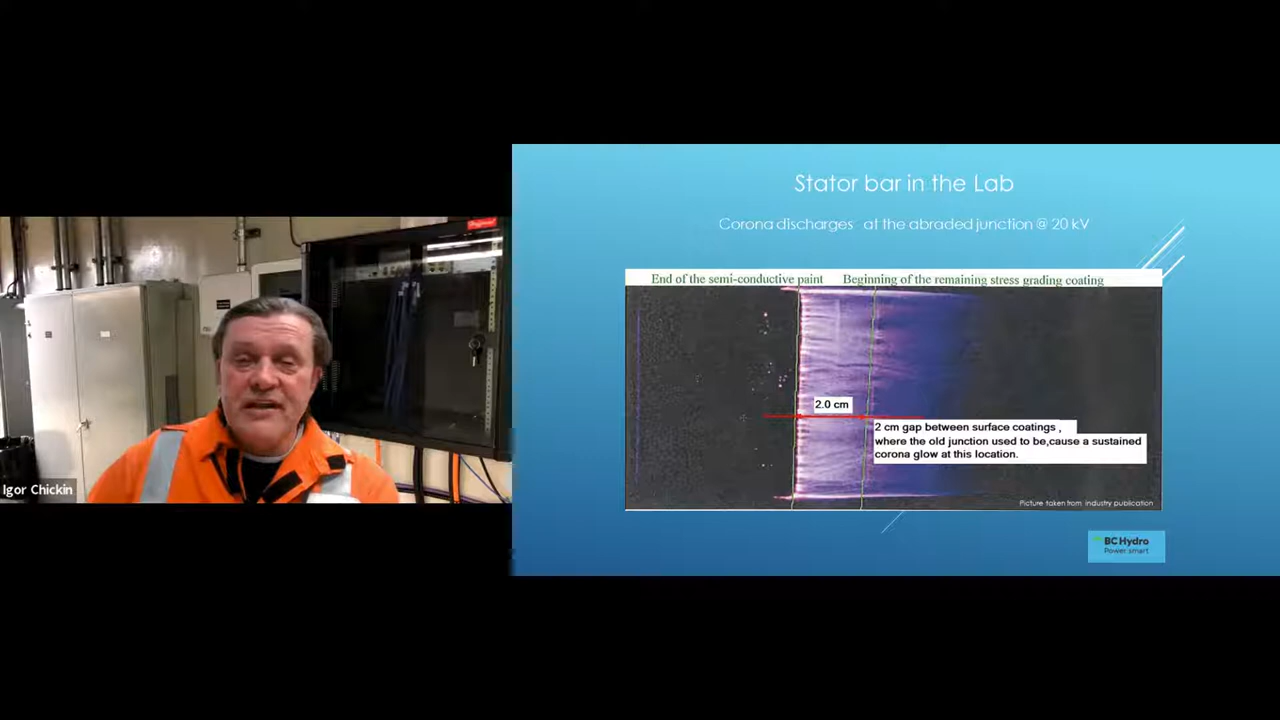 Stator bar in the Lab
Corona discharges at the abraded junction @ 20 kV
End of the semi-conductive paint Beginning of the remaining stress grading coating
2.0 cm
2 cm gap between surface coatings ,
where the old junction used to be,cause a sustained
corona glow at this location.
Picture taken from industry publication
BC Hydro
Power smart
Igor Chickin